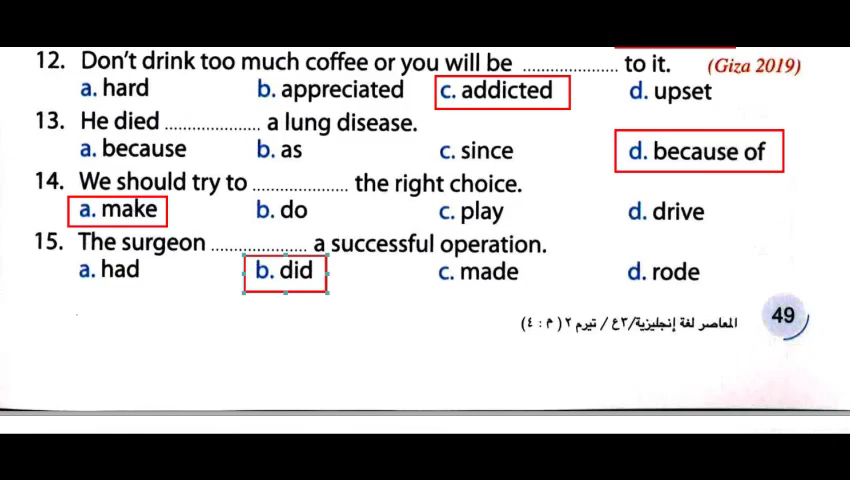 12. Don't drink too much coffee or you will be .................... to it. (Giza 2019)
a. hard b. appreciated c. addicted d. upset
13. He died .................... a lung disease.
a. because b. as c. since d. because of
14. We should try to .................... the right choice.
a. make b. do c. play d. drive
15. The surgeon .................... a successful operation.
a. had b. did c. made d. rode
المعاصر لغة إنجليزية/٣ع / تيرم ٢ (م : ٤) 49